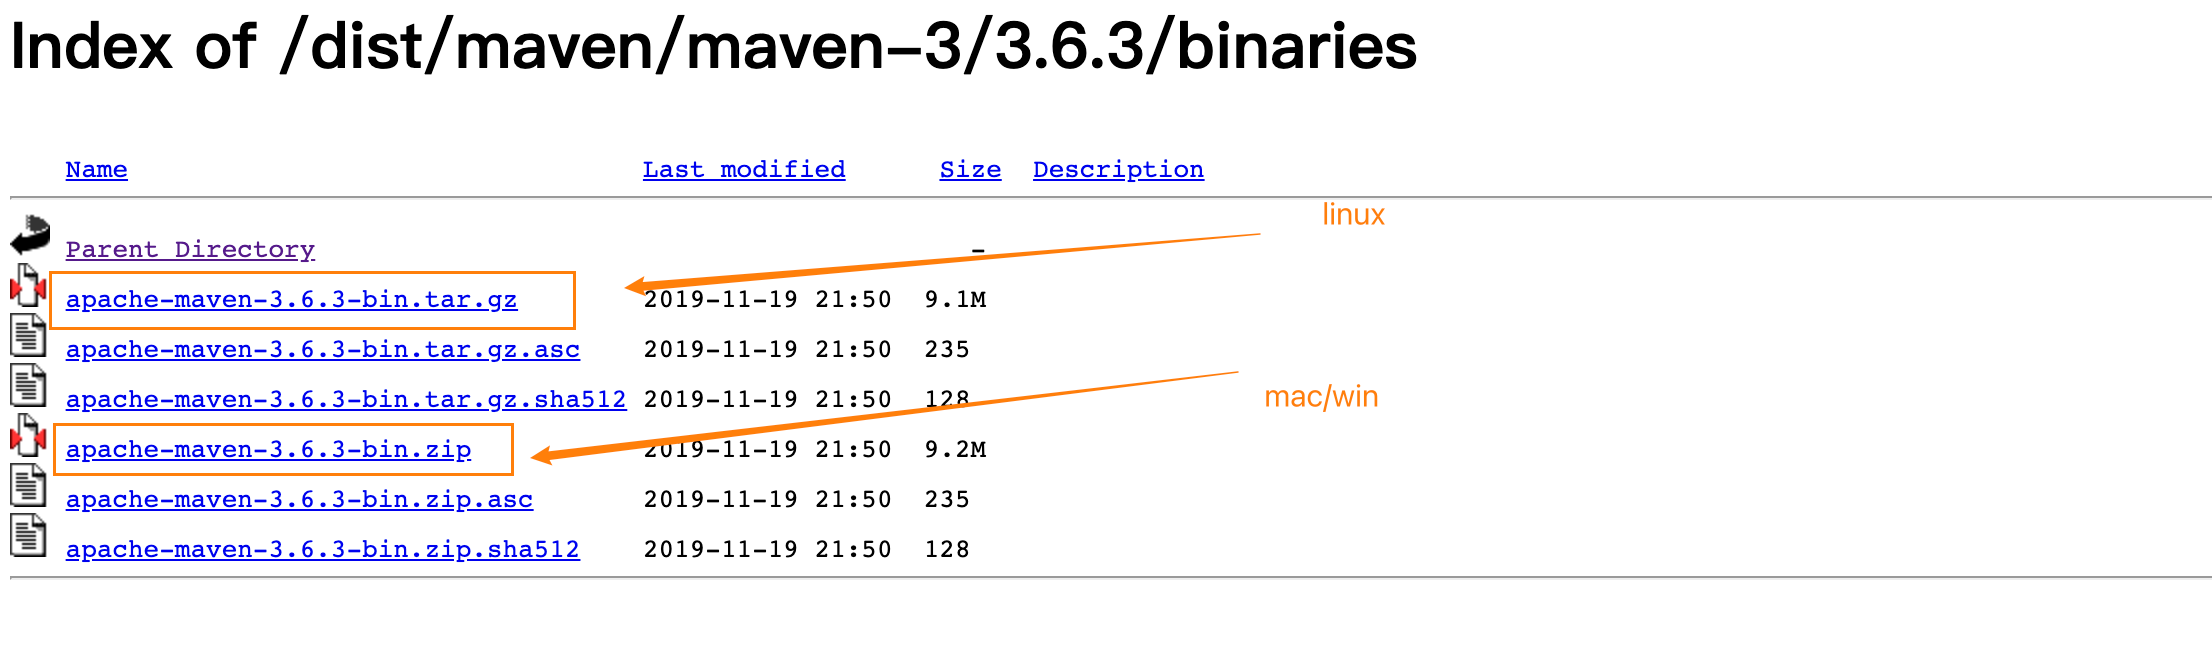 Index of /dist/maven/maven-3/3.6.3/binaries
Name Last modified Size Description
linux
Parent Directory -
apache-maven-3.6.3-bin.tar.gz 2019-11-19 21:50 9.1M
apache-maven-3.6.3-bin.tar.gz.asc 2019-11-19 21:50 235
apache-maven-3.6.3-bin.tar.gz.sha512 2019-11-19 21:50 128
mac/win
apache-maven-3.6.3-bin.zip 2019-11-19 21:50 9.2M
apache-maven-3.6.3-bin.zip.asc 2019-11-19 21:50 235
apache-maven-3.6.3-bin.zip.sha512 2019-11-19 21:50 128